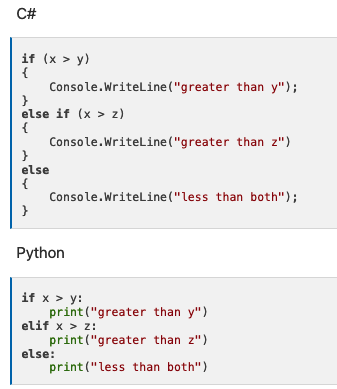 C#
if (x > y)
{
    Console.WriteLine("greater than y");
}
else if (x > z)
{
    Console.WriteLine("greater than z")
}
else
{
    Console.WriteLine("less than both");
}
Python
if x > y:
    print("greater than y")
elif x > z:
    print("greater than z")
else:
    print("less than both")